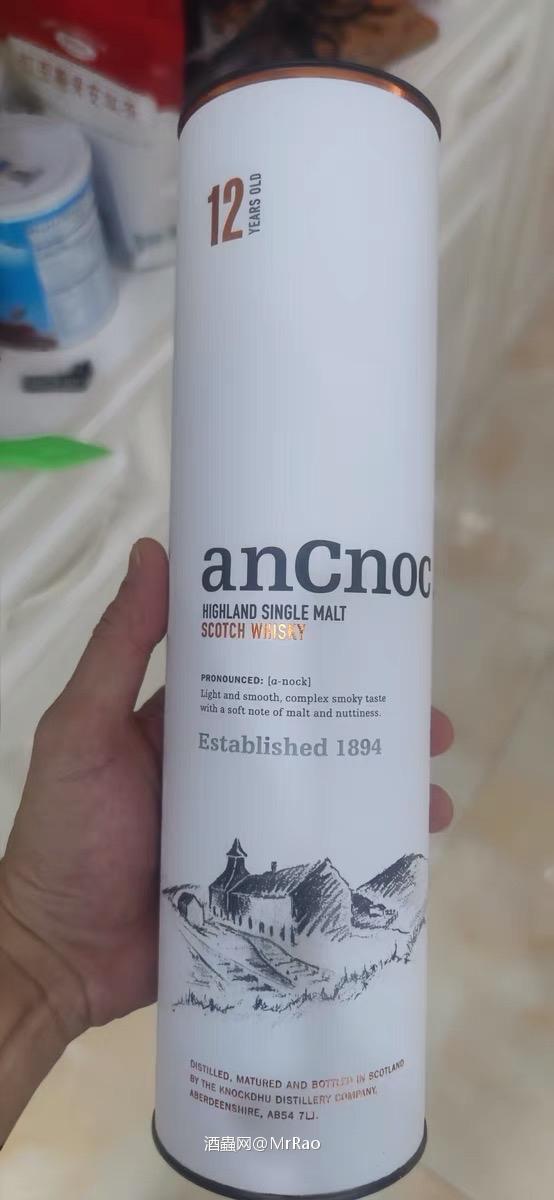 12
YEARS OLD
anCnoc
HIGHLAND SINGLE MALT
SCOTCH WHISKY
PRONOUNCED: [a-nock]
Light and smooth, complex smoky taste
with a soft note of malt and nuttiness.
Established 1894
DISTILLED, MATURED AND BOTTLED IN SCOTLAND
BY THE KNOCKDHU DISTILLERY COMPANY,
ABERDEENSHIRE, AB54 7LJ.
酒蟲网@MrRao